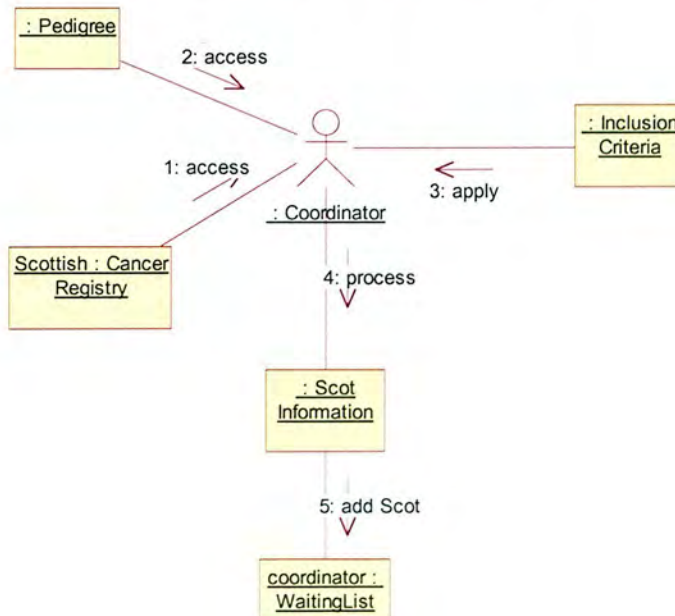 : Pedigree
2: access
: Inclusion
Criteria
1: access
3: apply
: Coordinator
Scottish : Cancer
Registry
4: process
: Scot
Information
5: add Scot
coordinator :
WaitingList